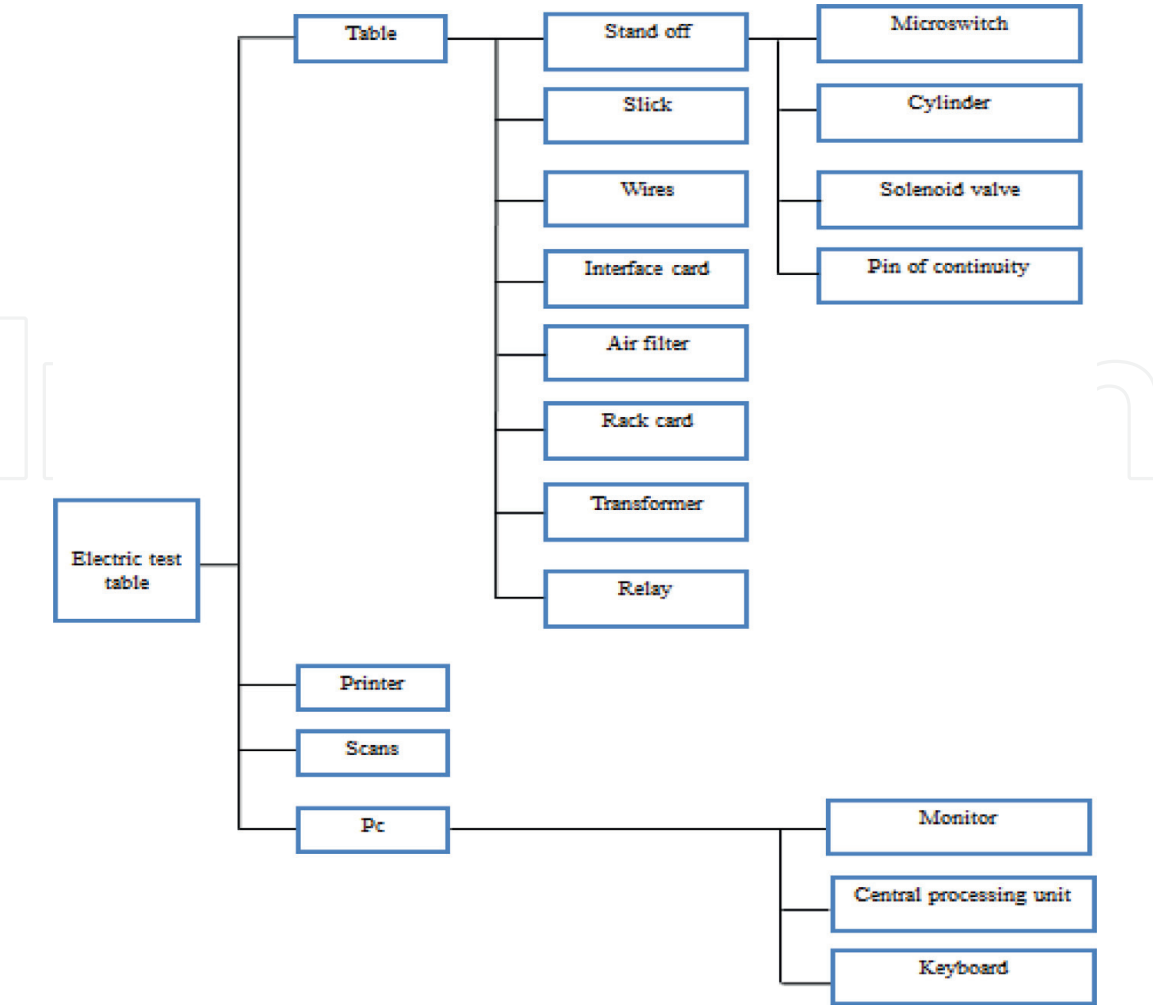 Table
Stand off
Microswitch
Slick
Cylinder
Wires
Solenoid valve
Interface card
Pin of continuity
Air filter
Rack card
Transformer
Electric test
table
Relay
Printer
Scans
Pc
Monitor
Central processing unit
Keyboard